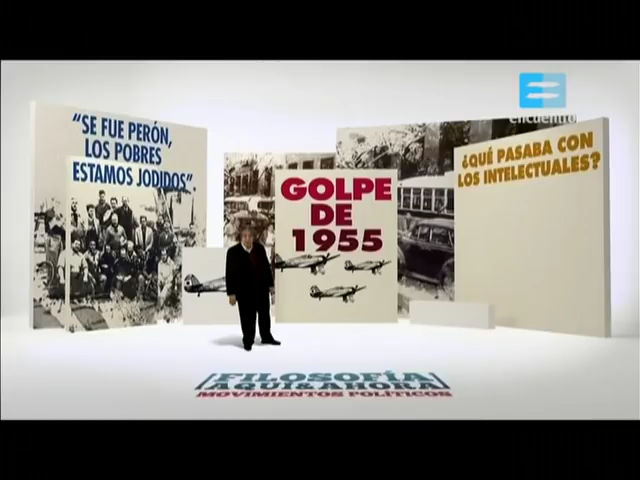 encuentro
"SE FUE PERÓN,
LOS POBRES
ESTAMOS JODIDOS".
GOLPE
DE
1955
¿QUÉ PASABA CON
LOS INTELECTUALES?
FILOSOFÍA
AQUÍ&AHORA
MOVIMIENTOS POLÍTICOS